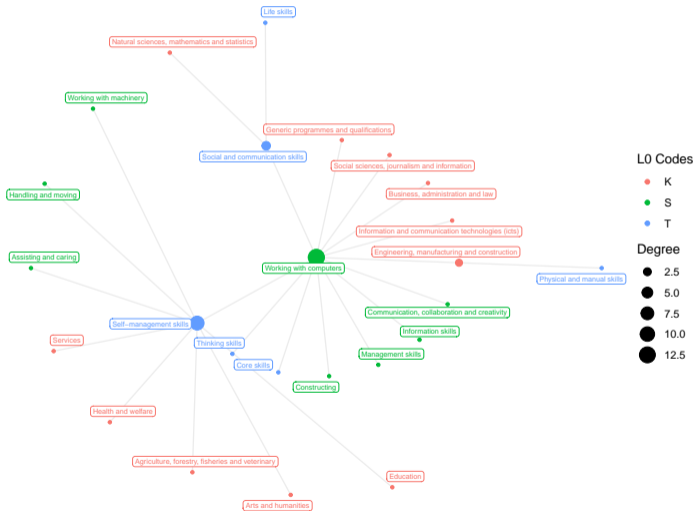 Life skills
Natural sciences, mathematics and statistics
Working with machinery
Generic programmes and qualifications
Social and communication skills
Social sciences, journalism and information
Handling and moving
Business, administration and law
Information and communication technologies (icts)
Engineering, manufacturing and construction
Assisting and caring
Working with computers
Physical and manual skills
Communication, collaboration and creativity
Self-management skills
Information skills
Services
Thinking skills
Management skills
Core skills
Constructing
Health and welfare
Agriculture, forestry, fisheries and veterinary
Education
Arts and humanities
L0 Codes
K
S
T
Degree
2.5
5.0
7.5
10.0
12.5